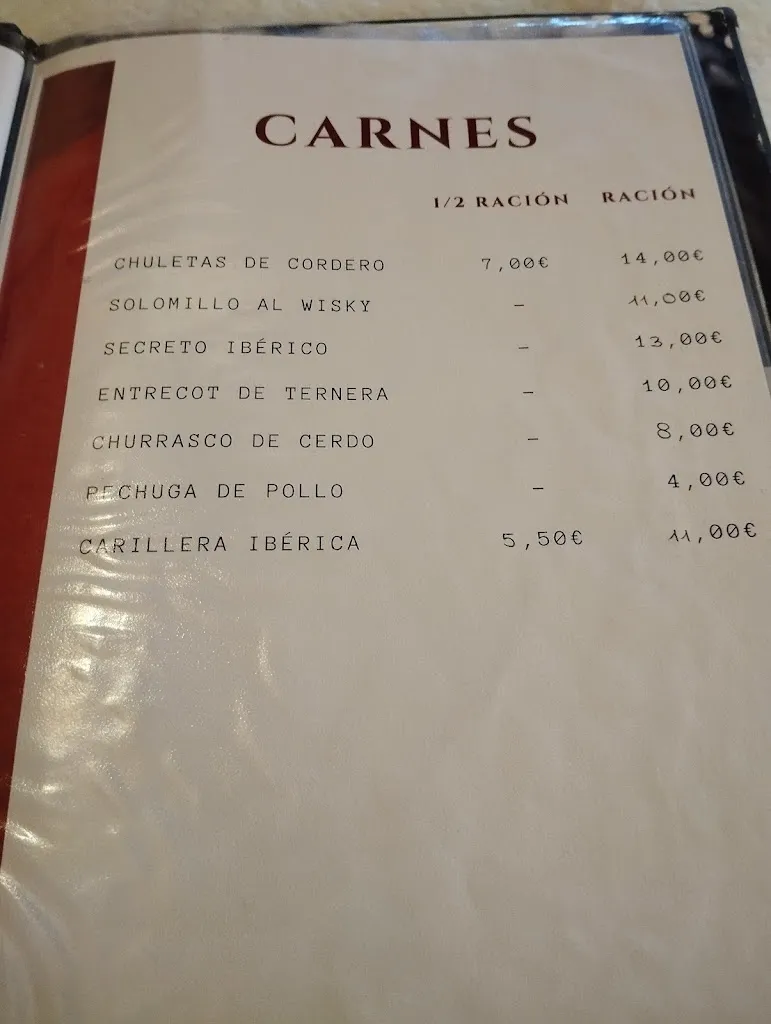 CARNES
1/2 RACIÓN RACIÓN
CHULETAS DE CORDERO 7,00€ 14,00€
SOLOMILLO AL WISKY - 11,00€
SECRETO IBÉRICO - 13,00€
ENTRECOT DE TERNERA - 10,00€
CHURRASCO DE CERDO - 8,00€
PECHUGA DE POLLO - 4,00€
CARILLERA IBÉRICA 5,50€ 11,00€